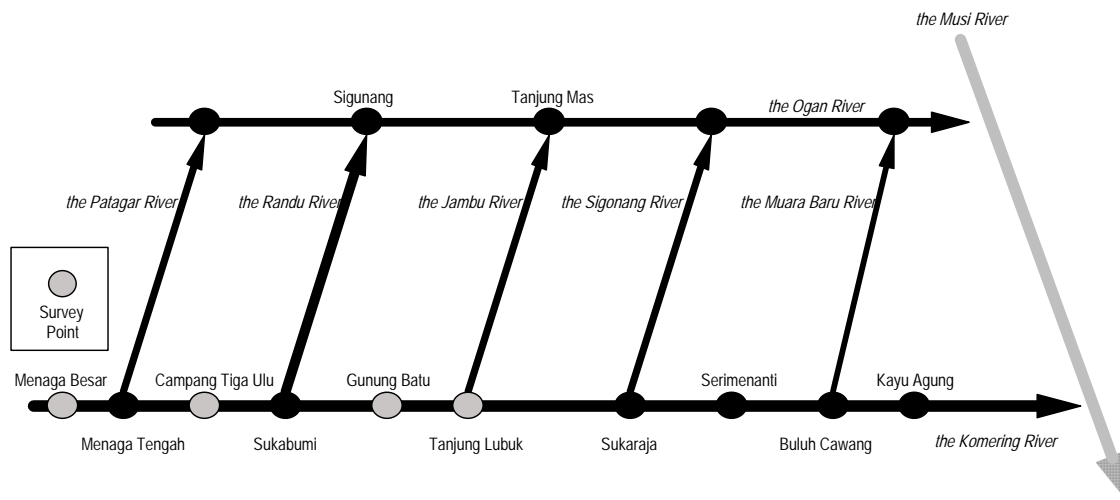 the Musi River
Sigunang
Tanjung Mas
the Ogan River
the Patagar River
the Randu River
the Jambu River
the Sigonang River
the Muara Baru River
Survey
Point
Menaga Besar
Campang Tiga Ulu
Gunung Batu
Serimenanti
Kayu Agung
Menaga Tengah
Sukabumi
Tanjung Lubuk
Sukaraja
Buluh Cawang
the Komering River